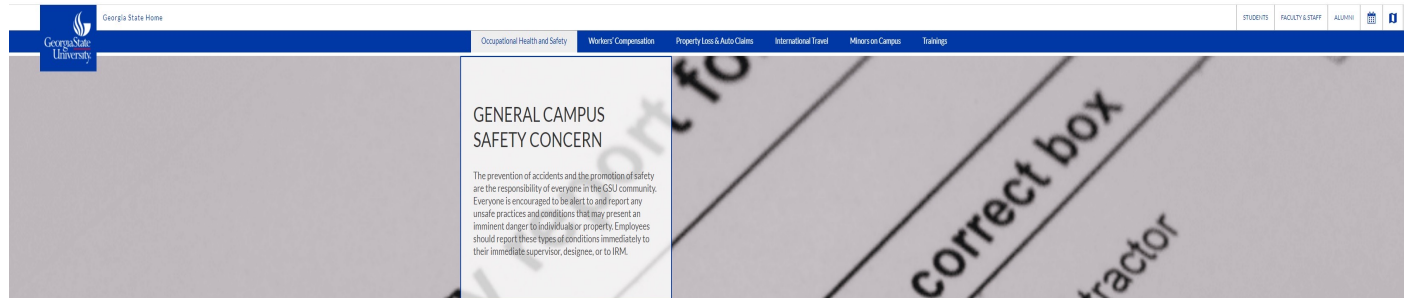 Georgia State Home
STUDENTS
FACULTY & STAFF
ALUMNI
GeorgiaState
University
Occupational Health and Safety
Workers' Compensation
Property Loss & Auto Claims
International Travel
Minors on Campus
Trainings
GENERAL CAMPUS
SAFETY CONCERN
The prevention of accidents and the promotion of safety
are the responsibility of everyone in the GSU community.
Everyone is encouraged to be alert to and report any
unsafe practices and conditions that may present an
imminent danger to individuals or property. Employees
should report these types of conditions immediately to
their immediate supervisor, designee, or to IRM.
report
correct box